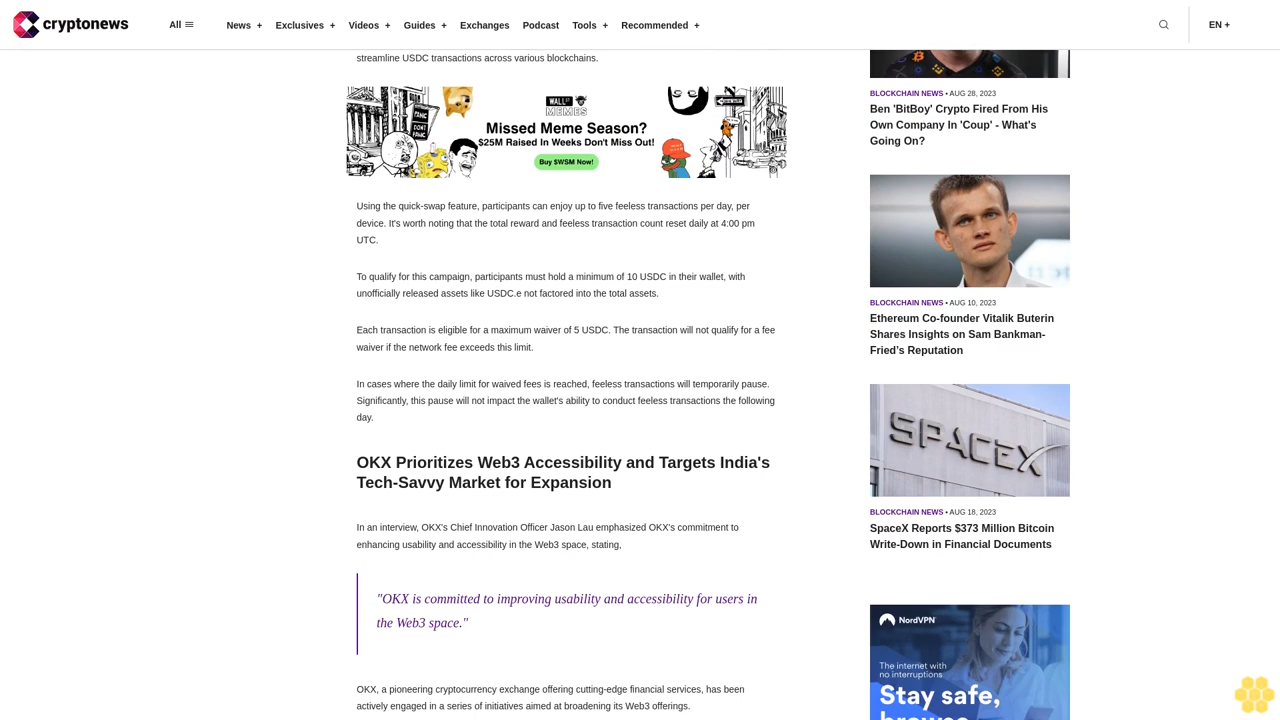 cryptonews
All
News +
Exclusives +
Videos +
Guides +
Exchanges
Podcast
Tools +
Recommended +
EN +
streamline USDC transactions across various blockchains.
PANIC
DON'T
PANIC
WALL ST
MEMES
Missed Meme Season?
$25M Raised In Weeks Don't Miss Out!
Buy $WSM Now!
Using the quick-swap feature, participants can enjoy up to five feeless transactions per day, per
device. It's worth noting that the total reward and feeless transaction count reset daily at 4:00 pm
UTC.
To qualify for this campaign, participants must hold a minimum of 10 USDC in their wallet, with
unofficially released assets like USDC.e not factored into the total assets.
Each transaction is eligible for a maximum waiver of 5 USDC. The transaction will not qualify for a fee
waiver if the network fee exceeds this limit.
In cases where the daily limit for waived fees is reached, feeless transactions will temporarily pause.
Significantly, this pause will not impact the wallet's ability to conduct feeless transactions the following
day.
OKX Prioritizes Web3 Accessibility and Targets India's
Tech-Savvy Market for Expansion
In an interview, OKX's Chief Innovation Officer Jason Lau emphasized OKX's commitment to
enhancing usability and accessibility in the Web3 space, stating,
"OKX is committed to improving usability and accessibility for users in
the Web3 space."
OKX, a pioneering cryptocurrency exchange offering cutting-edge financial services, has been
actively engaged in a series of initiatives aimed at broadening its Web3 offerings.
BLOCKCHAIN NEWS • AUG 28, 2023
Ben 'BitBoy' Crypto Fired From His
Own Company In 'Coup' - What's
Going On?
BLOCKCHAIN NEWS • AUG 10, 2023
Ethereum Co-founder Vitalik Buterin
Shares Insights on Sam Bankman-
Fried’s Reputation
SPACEX
BLOCKCHAIN NEWS • AUG 18, 2023
SpaceX Reports $373 Million Bitcoin
Write-Down in Financial Documents
NordVPN
The internet with
no interruptions
Stay safe,
browse